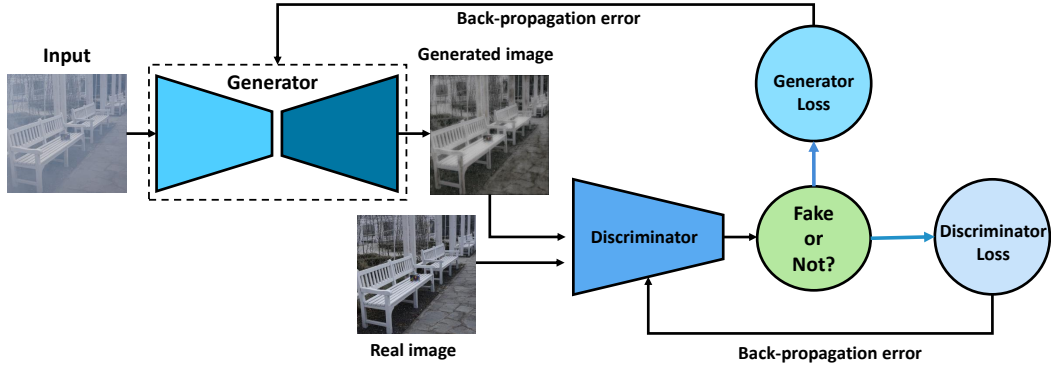 Back-propagation error
Input
Generated image
Generator
Generator
Loss
Fake
or
Not?
Discriminator
Discriminator
Loss
Real image
Back-propagation error